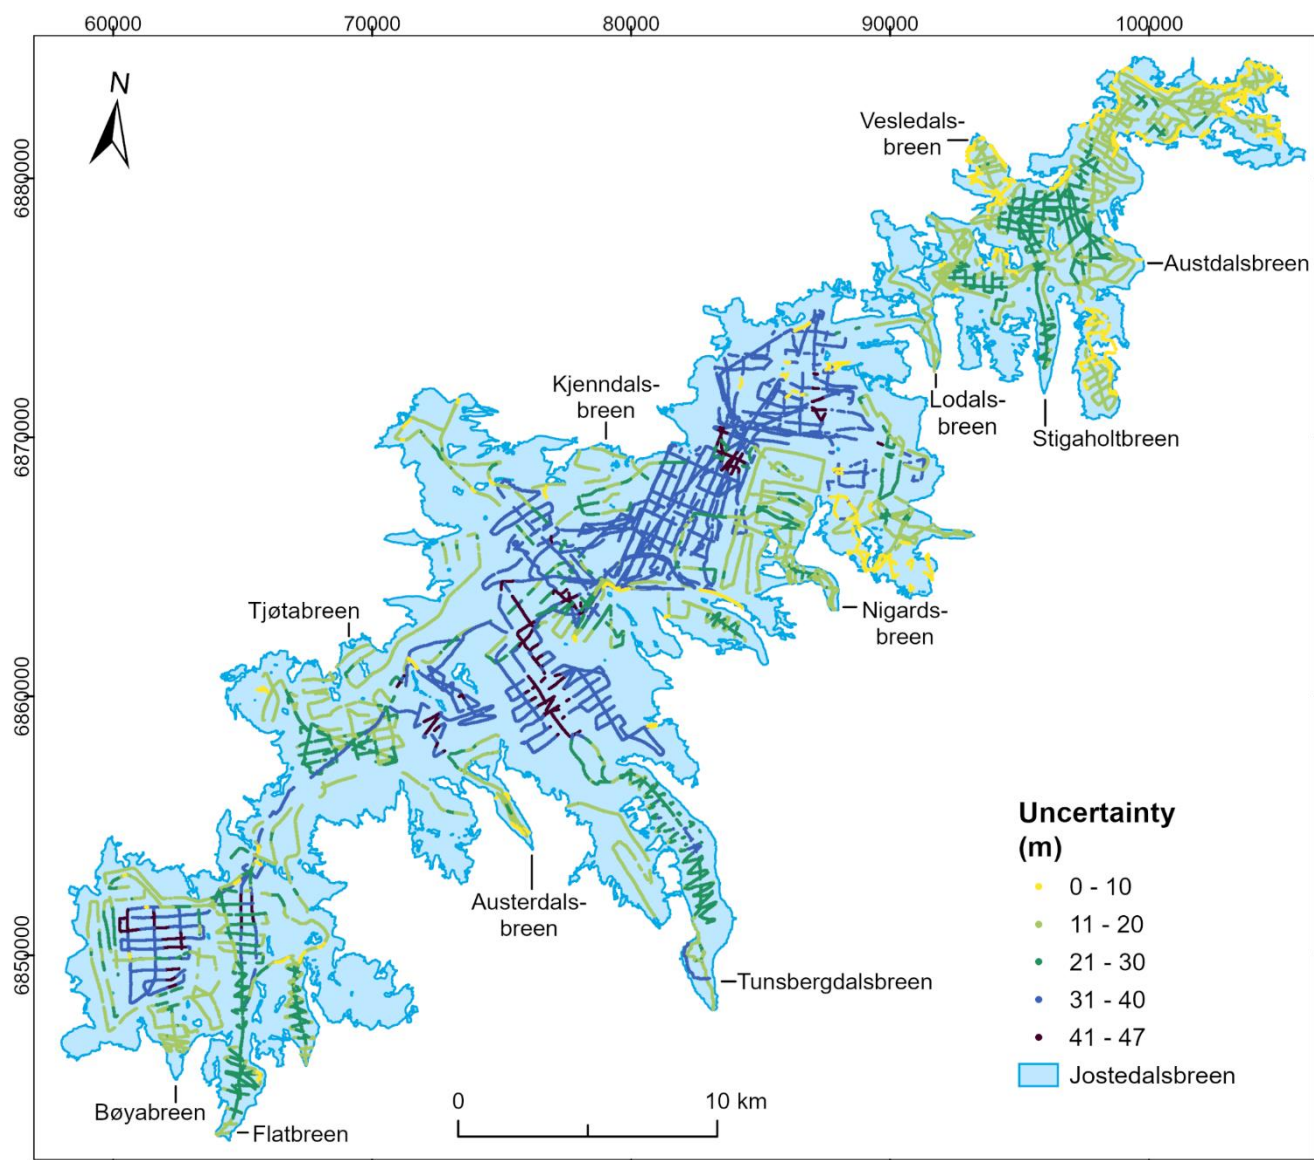 60000
70000
80000
90000
100000
N
Vesledals-
breen
6880000
Austdalsbreen
Kjenndals-
breen
Lodals-
breen
Stigaholtbreen
6870000
Tjøtabreen
Nigards-
breen
6860000
Uncertainty
(m)
0 - 10
11 - 20
21 - 30
31 - 40
41 - 47
Jostedalsbreen
Austerdals-
breen
6850000
Tunsbergdalsbreen
0
10 km
Bøyabreen
Flatbreen